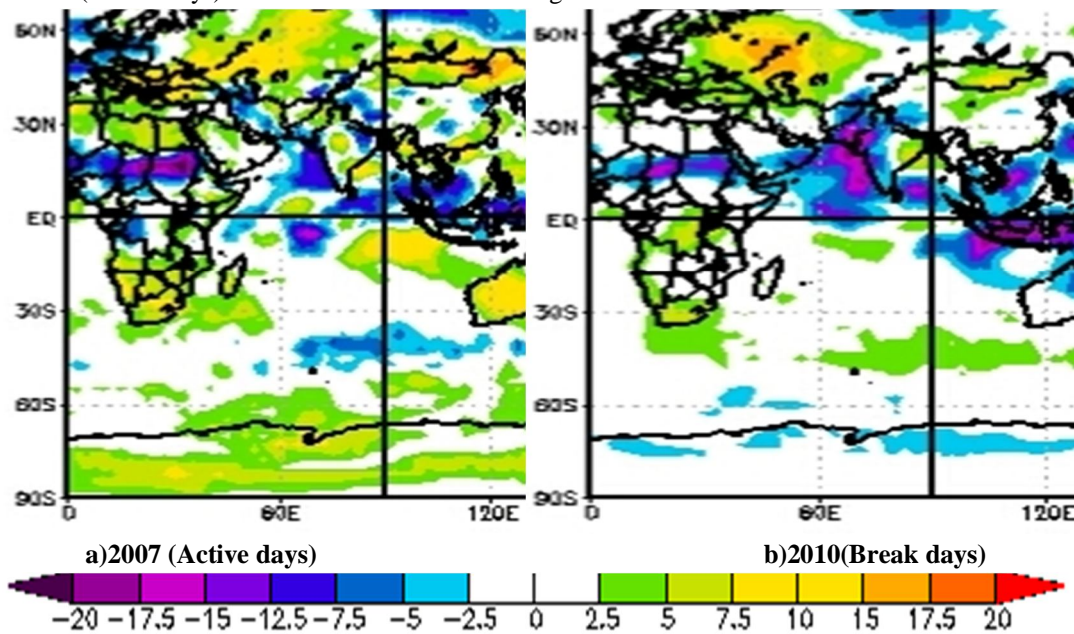 50N 50N
30N 30N
EQ EQ
30S 30S
60S 60S
90S 90S
0 60E 120E 0 60E 120E
a)2007 (Active days) b)2010(Break days)
-20 -17.5 -15 -12.5 -7.5 -5 -2.5 0 2.5 5 7.5 10 15 17.5 20